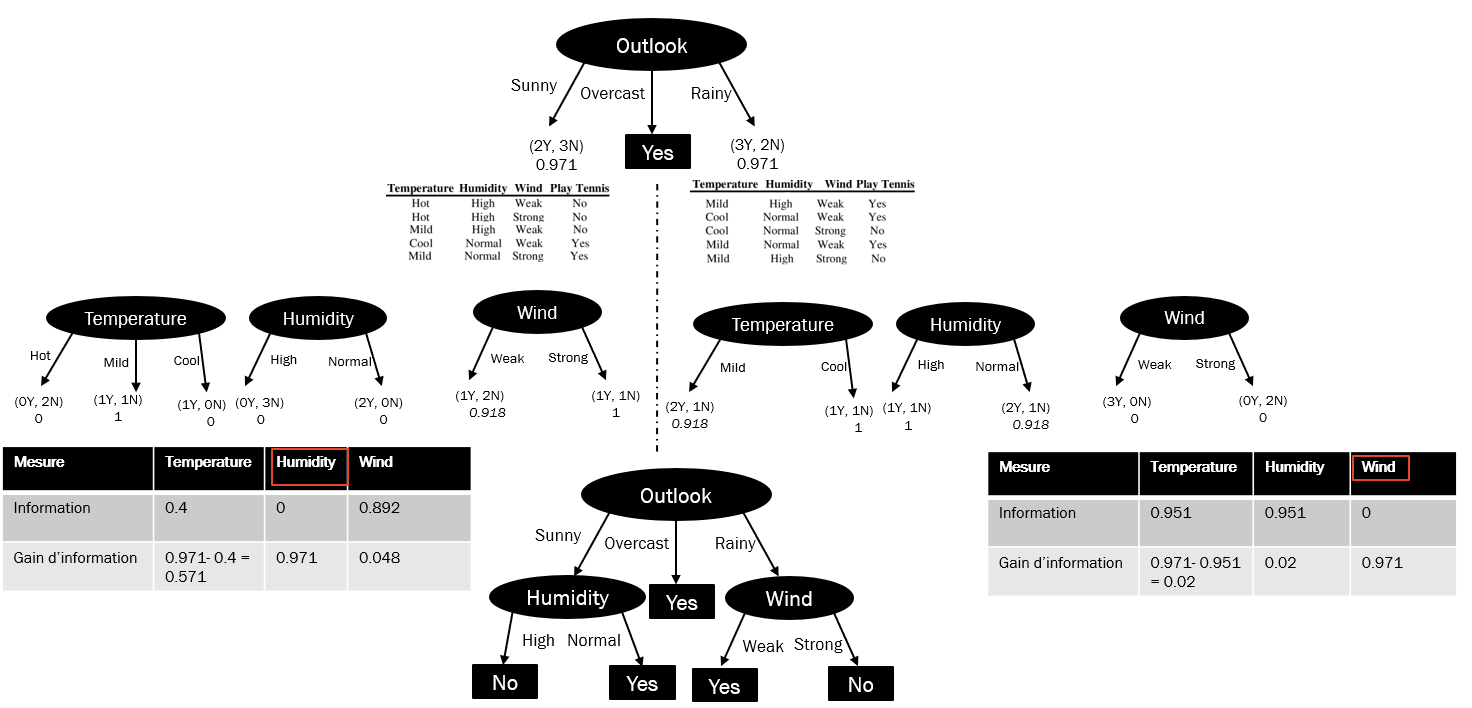 Outlook
Sunny
Overcast
Rainy
(2Y, 3N)
0.971
Yes
(3Y, 2N)
0.971
Temperature Humidity Wind Play Tennis
Hot High Weak No
Hot High Strong No
Mild High Weak No
Cool Normal Weak Yes
Mild Normal Strong Yes
Temperature Humidity Wind Play Tennis
Mild High Weak Yes
Cool Normal Weak Yes
Cool Normal Strong No
Mild Normal Weak Yes
Mild High Strong No
Temperature
Hot
Mild
Cool
(0Y, 2N)
0
(1Y, 1N)
1
(1Y, 0N)
0
Humidity
High
Normal
(0Y, 3N)
0
(2Y, 0N)
0
Wind
Weak
Strong
(1Y, 2N)
0.918
(1Y, 1N)
1
Temperature
Mild
Cool
(2Y, 1N)
0.918
(1Y, 1N)
1
Humidity
High
Normal
(1Y, 1N)
1
(2Y, 1N)
0.918
Wind
Weak
Strong
(3Y, 0N)
0
(0Y, 2N)
0
Mesure Temperature Humidity Wind
Information 0.4 0 0.892
Gain d'information 0.971- 0.4 = 0.971 0.048
0.571
Outlook
Sunny
Overcast
Rainy
Humidity
Yes
Wind
High
Normal
Weak
Strong
No
Yes
Yes
No
Mesure Temperature Humidity Wind
Information 0.951 0.951 0
Gain d'information 0.971- 0.951 0.02 0.971
= 0.02